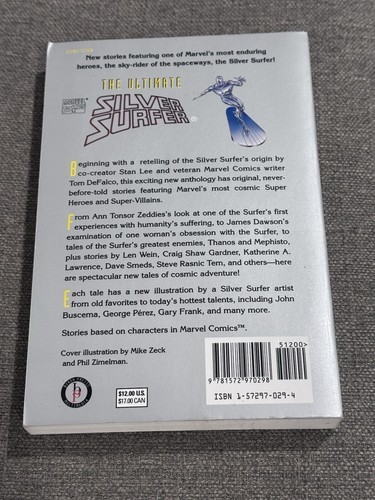 New stories featuring one of Marvel's most enduring
heroes, the sky-rider of the spaceways, the Silver Surfer!
THE ULTIMATE
SILVER
SURFER
Beginning with a retelling of the Silver Surfer's origin by
co-creator Stan Lee and veteran Marvel Comics writer
Tom DeFalco, this exciting new anthology has original, never-
before-told stories featuring Marvel's most cosmic Super
Heroes and Super-Villains.
From Ann Tonsor Zeddies's look at one of the Surfer's first
experiences with humanity's suffering, to James Dawson's
examination of one woman's obsession with the Surfer, to
tales of the Surfer's greatest enemies, Thanos and Mephisto,
plus stories by Len Wein, Craig Shaw Gardner, Katherine A.
Lawrence, Dave Smeds, Steve Rasnic Tem, and others—here
are spectacular new tales of cosmic adventure!
Each tale has a new illustration by a Silver Surfer artist
from old favorites to today's hottest talents, including John
Buscema, George Pérez, Gary Frank, and many more.
Stories based on characters in Marvel Comics™.
Cover illustration by Mike Zeck
and Phil Zimelman.
$12.00 U.S.
$17.00 CAN
51200>
9 781572 970298
ISBN 1-57297-029-4